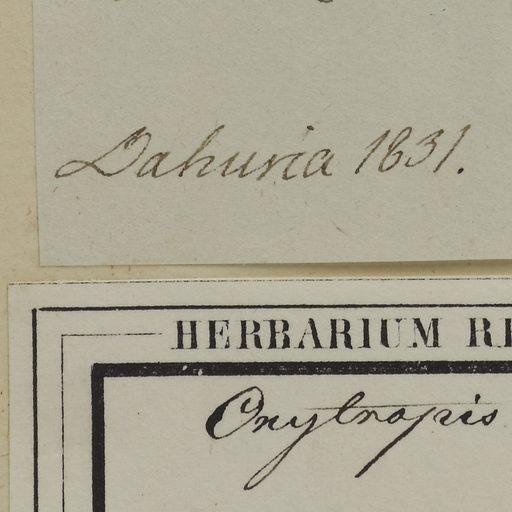 Dahuria 1831.
HERBARIUM
Oxytropis